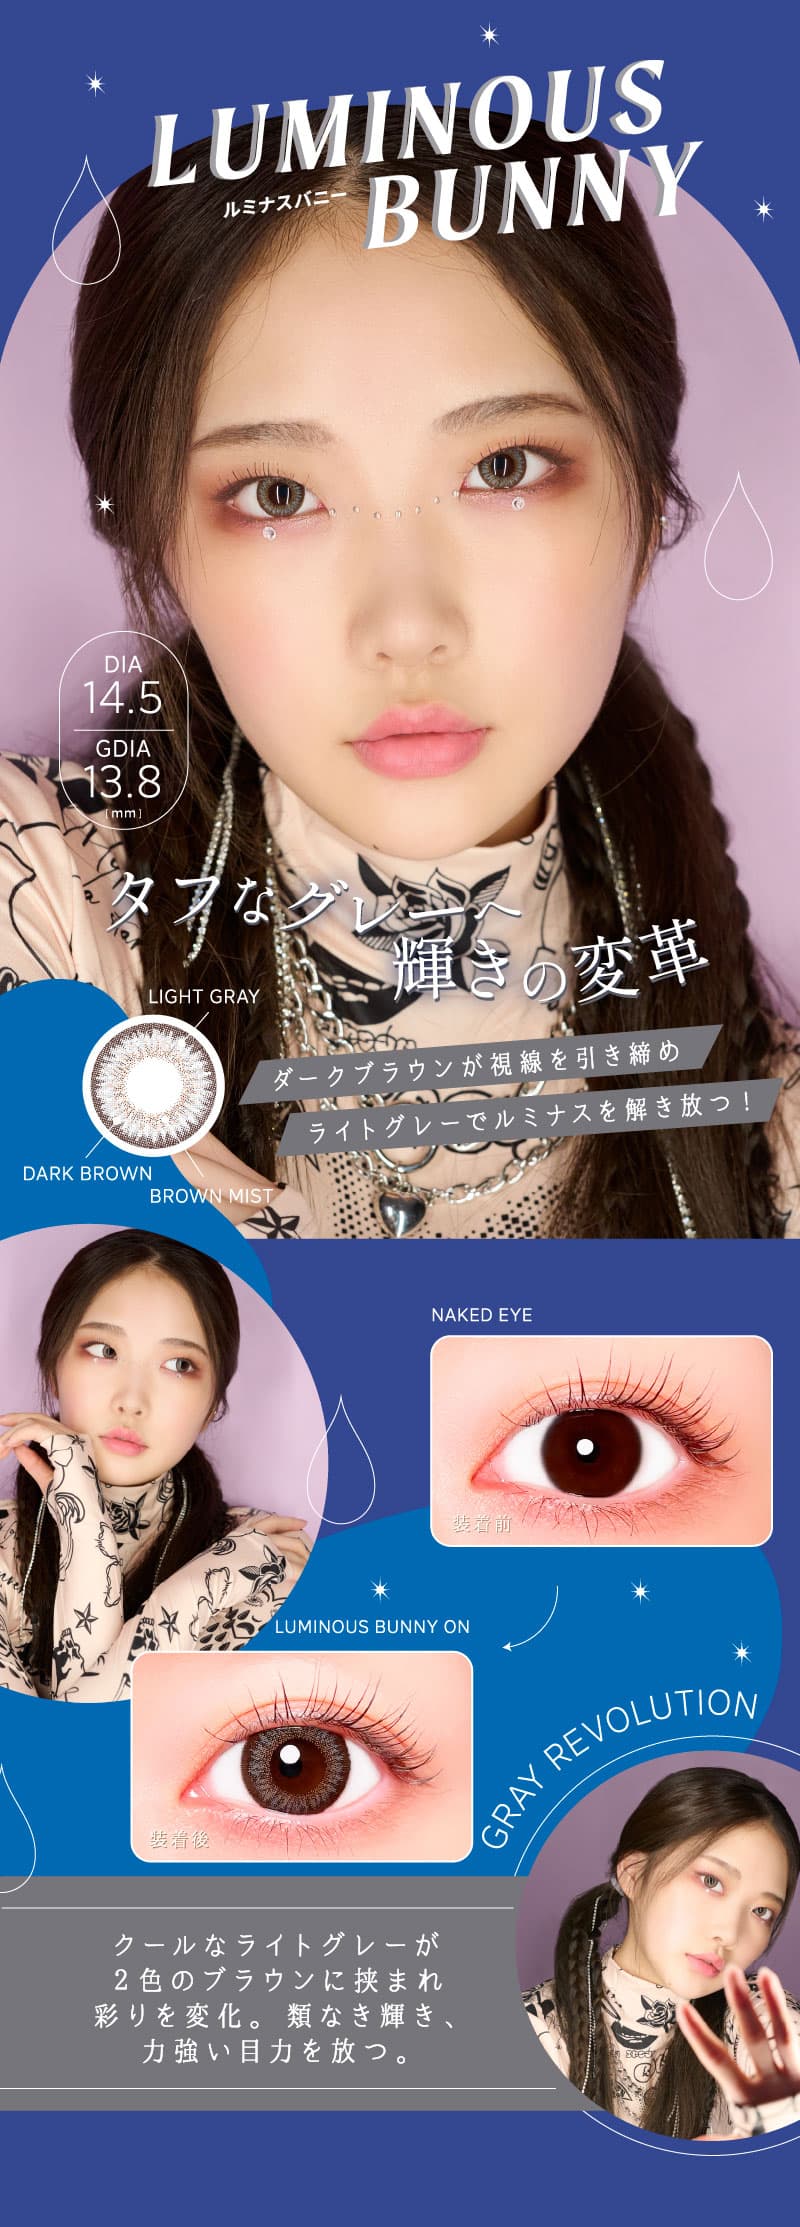 LUMINOUS
BUNNY
ルミナスバニー
DIA
14.5
GDIA
13.8
[mm]
タフなグレーへ
輝きの変革
LIGHT GRAY
ダークブラウンが視線を引き締め
ライトグレーでルミナスを解き放つ！
DARK BROWN
BROWN MIST
NAKED EYE
装着前
LUMINOUS BUNNY ON
装着後
GRAY REVOLUTION
クールなライトグレーが
2色のブラウンに挟まれ
彩りを変化。類なき輝き、
力強い目力を放つ。